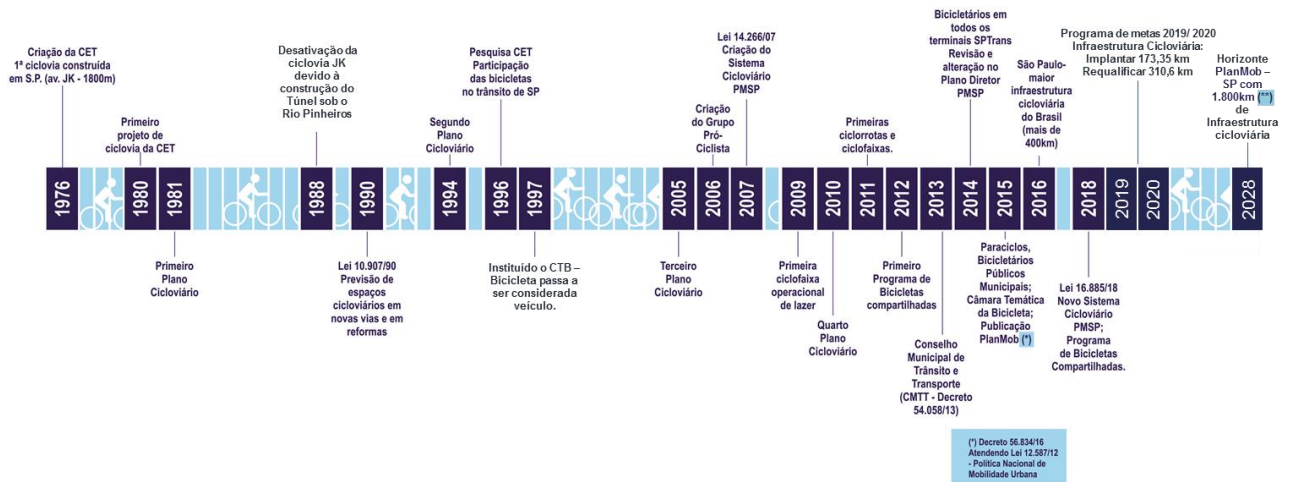 Criação da CET
1ª ciclovia construída
em S.P. (av. JK - 1800m)
Primeiro
projeto de
ciclovia da CET
Desativação da
ciclovia JK
devido à
construção do
Túnel sob o
Rio Pinheiros
Segundo
Plano
Cicloviário
Pesquisa CET
Participação
das bicicletas
no trânsito de SP
Criação
do Grupo
Pró-
Ciclista
Lei 14.266/07
Criação do
Sistema
Cicloviário
PMSP
Primeiras
ciclorrotas e
ciclofaixas.
Bicicletários em
todos os
terminais SPTrans
Revisão e
alteração no
Plano Diretor
PMSP
São Paulo-
maior
infraestrutura
cicloviária
do Brasil
(mais de
400km)
Programa de metas 2019/ 2020
Infraestrutura Cicloviária:
Implantar 173,35 km
Requalificar 310,6 km
Horizonte
PlanMob –
SP com
1.800km (**)
de
Infraestrutura
cicloviária
1976
1980
1981
1988
1990
1994
1996
1997
2005
2006
2007
2009
2010
2011
2012
2013
2014
2015
2016
2018
2019
2020
2028
Primeiro
Plano
Cicloviário
Lei 10.907/90
Previsão de
espaços
cicloviários em
novas vias e em
reformas
Instituído o CTB –
Bicicleta passa a
ser considerada
veículo.
Terceiro
Plano
Cicloviário
Primeira
ciclofaixa
operacional
de lazer
Quarto
Plano
Cicloviário
Primeiro
Programa de
Bicicletas
compartilhadas
Conselho
Municipal de
Trânsito e
Transporte
(CMTT - Decreto
54.058/13)
Paraciclos,
Bicicletários
Públicos
Municipais;
Câmara Temática
da Bicicleta;
Publicação
PlanMob (*)
Lei 16.885/18
Novo Sistema
Cicloviário
PMSP;
Programa
de Bicicletas
Compartilhadas.
(*) Decreto 56.834/16
Atendendo Lei 12.587/12
- Política Nacional de
Mobilidade Urbana